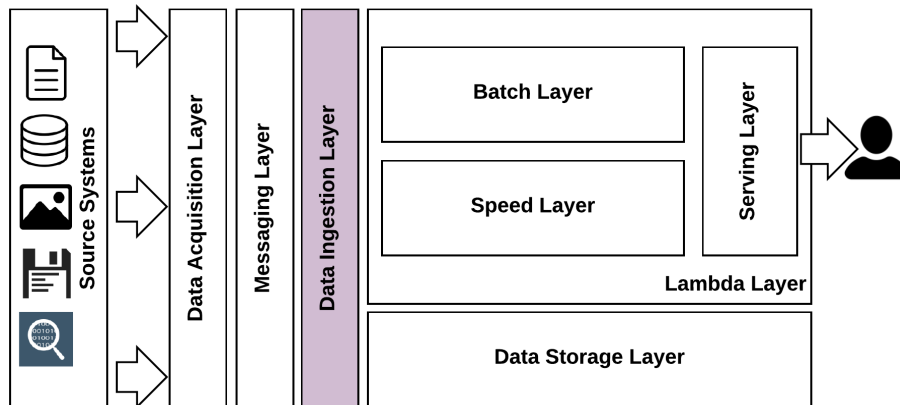 Source Systems
Data Acquisition Layer
Messaging Layer
Data Ingestion Layer
Batch Layer
Speed Layer
Serving Layer
Lambda Layer
Data Storage Layer